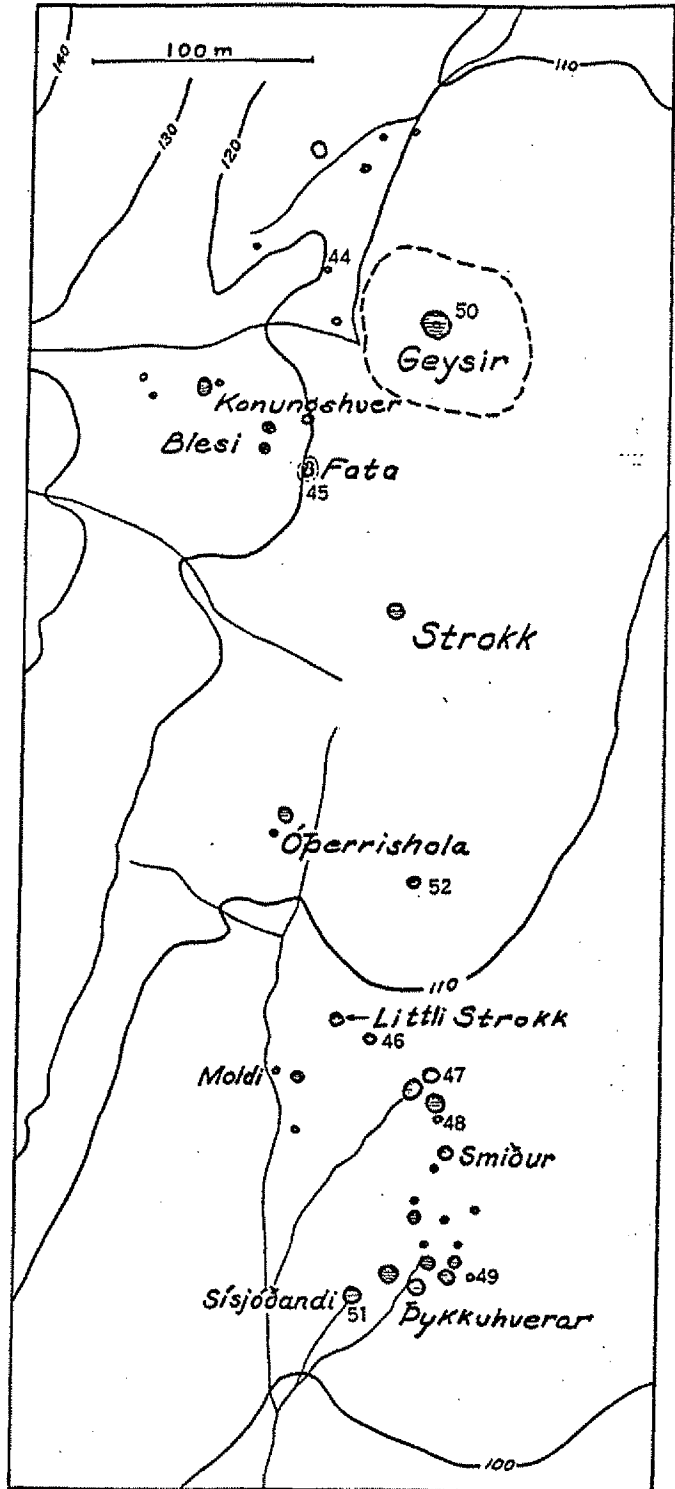 140
100 m
110
130
120
44
50
Geysir
Konungshver
Blesi
Fata
45
Strokk
Óþerrishola
52
110
Littli Strokk
46
Moldi
47
48
Smiður
49
Sísjóðandi
51
Þykkuhverar
100